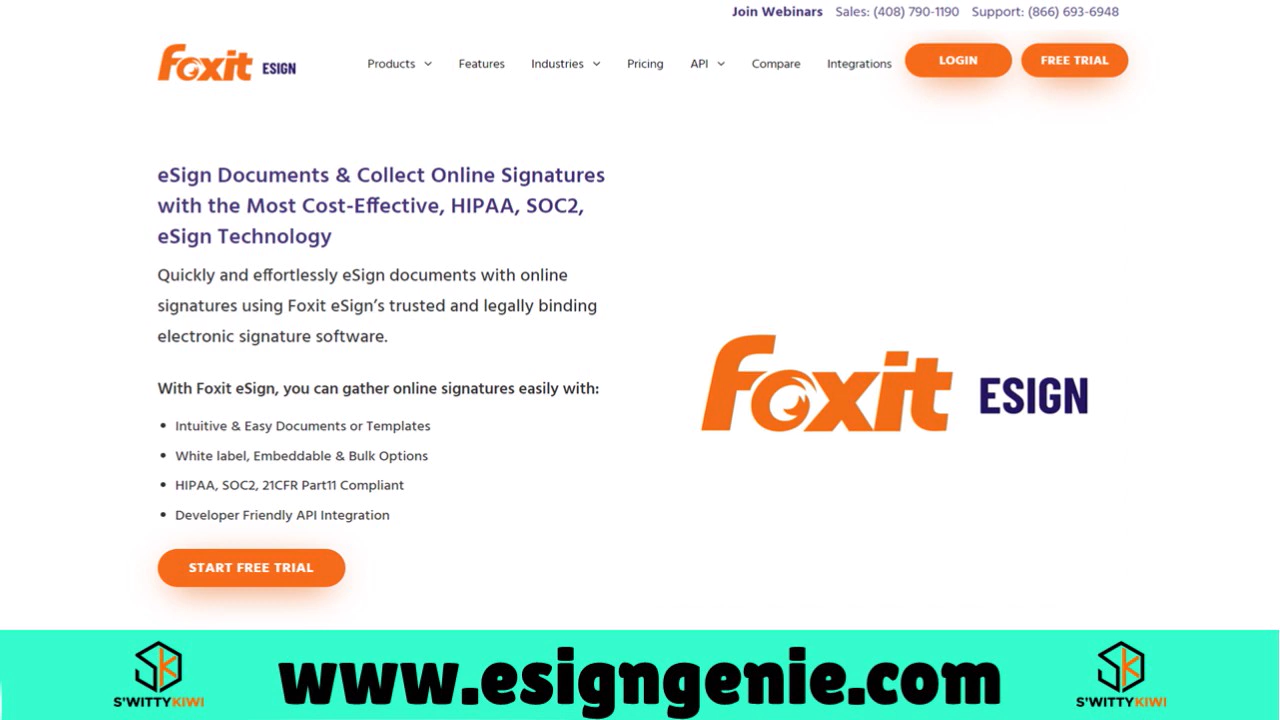 Join Webinars Sales: (408) 790-1190 Support: (866) 693-6948
foxit ESIGN Products Features Industries Pricing API Compare Integrations LOGIN FREE TRIAL
eSign Documents & Collect Online Signatures
with the Most Cost-Effective, HIPAA, SOC2,
eSign Technology
Quickly and effortlessly eSign documents with online
signatures using Foxit eSign’s trusted and legally binding
electronic signature software.
With Foxit eSign, you can gather online signatures easily with:
• Intuitive & Easy Documents or Templates
• White label, Embeddable & Bulk Options
• HIPAA, SOC2, 21CFR Part11 Compliant
• Developer Friendly API Integration
START FREE TRIAL
foxit ESIGN
S'WITTYKIWI
www.esigngenie.com
S'WITTYKIWI